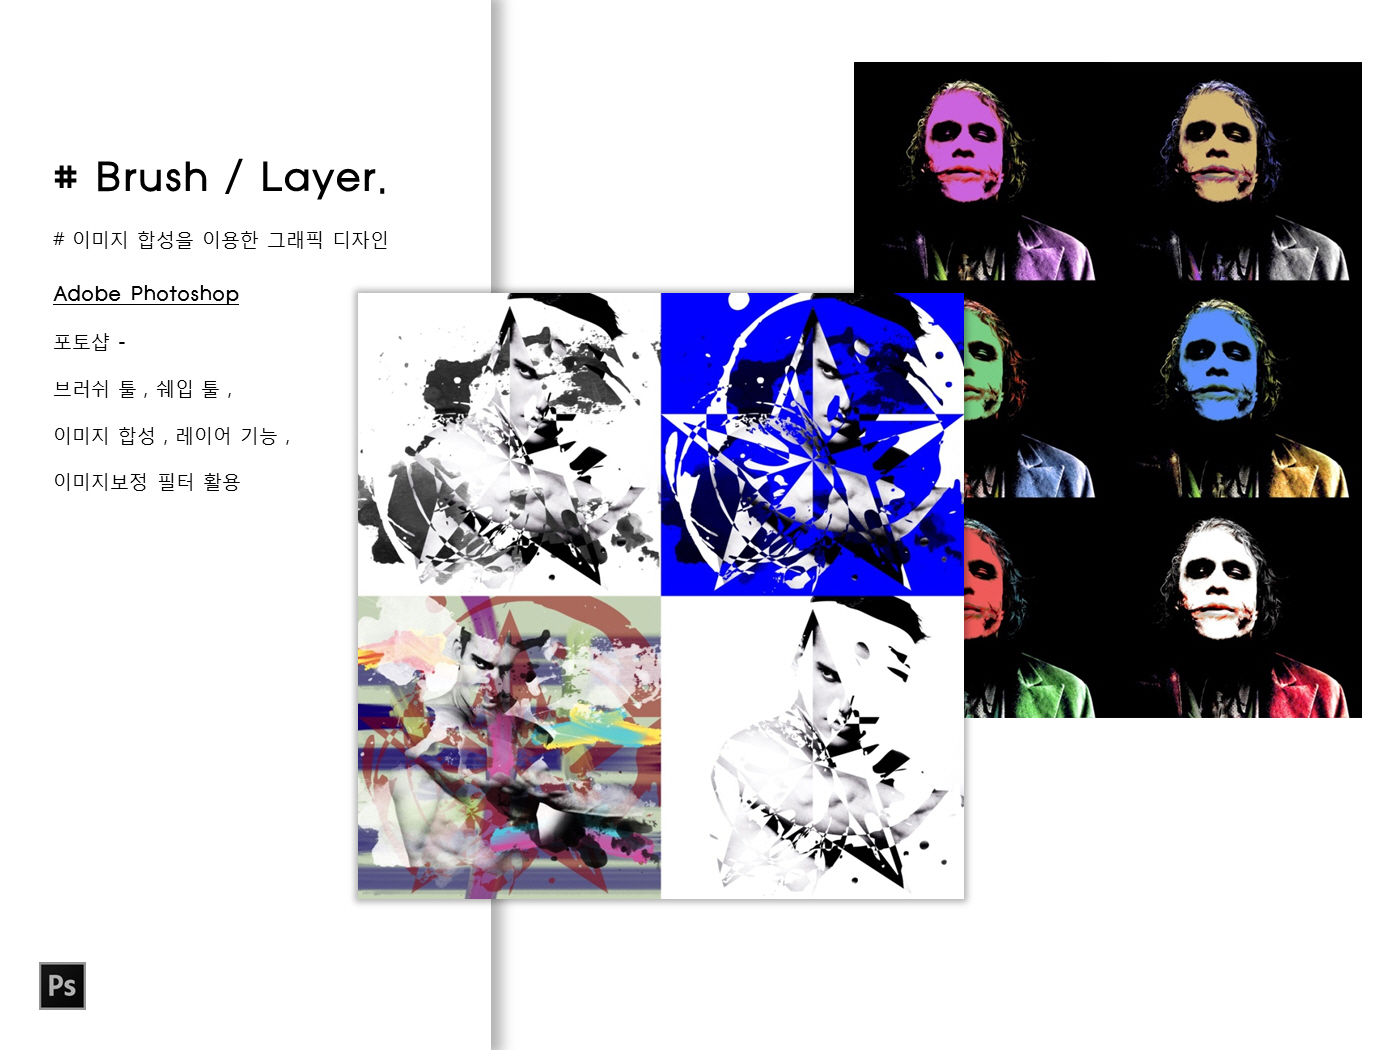 # Brush / Layer.
# 이미지 합성을 이용한 그래픽 디자인
Adobe Photoshop
포토샵 -
브러쉬 툴 , 쉐입 툴 ,
이미지 합성 , 레이어 기능 ,
이미지보정 필터 활용
Ps